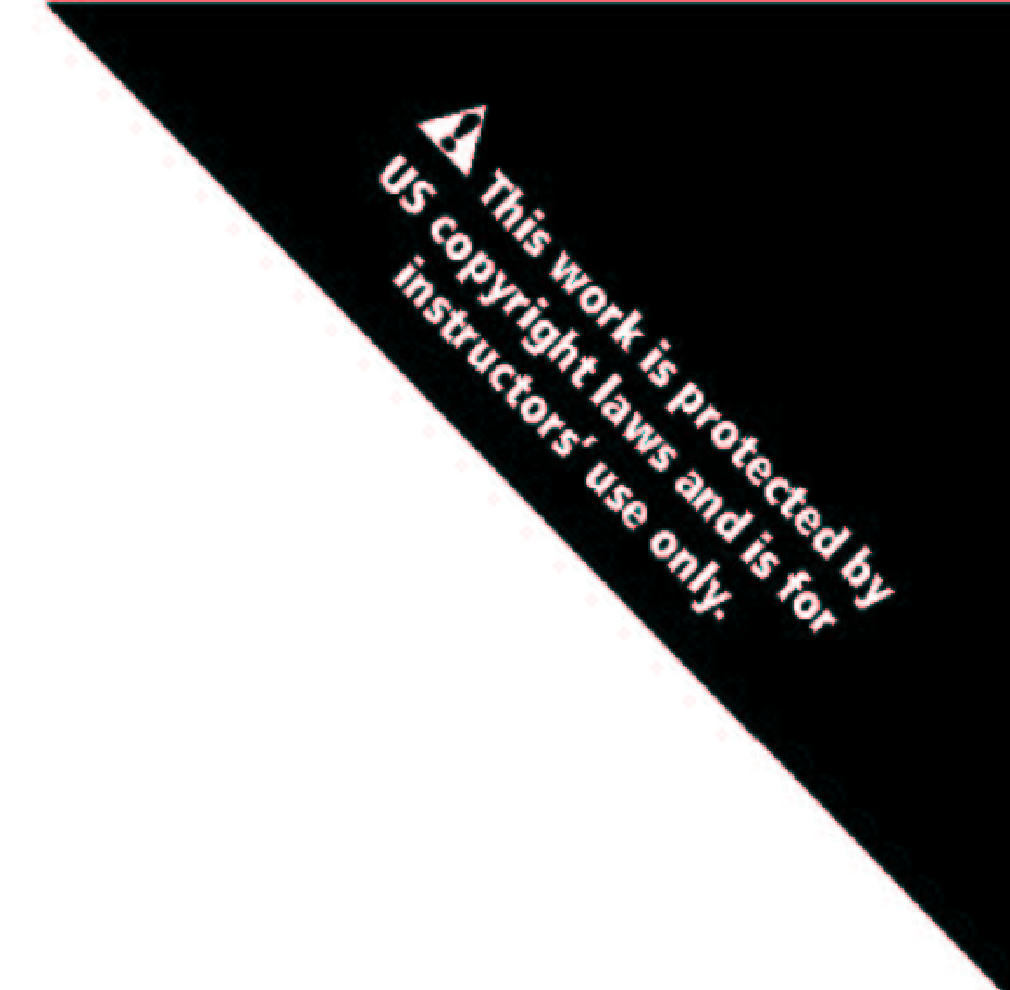 This work is protected by
US copyright laws and is for
instructors’ use only.